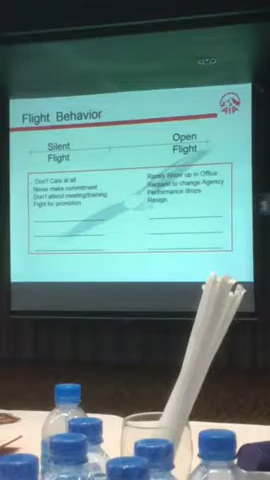 Flight Behavior
AIA
Silent
Flight
Open
Flight
Don't Care at all
Never make commitment
Don't attend meeting/training
Fight for promotion
Rarely Show up in Office
Request to change Agency
Performance drops
Resign